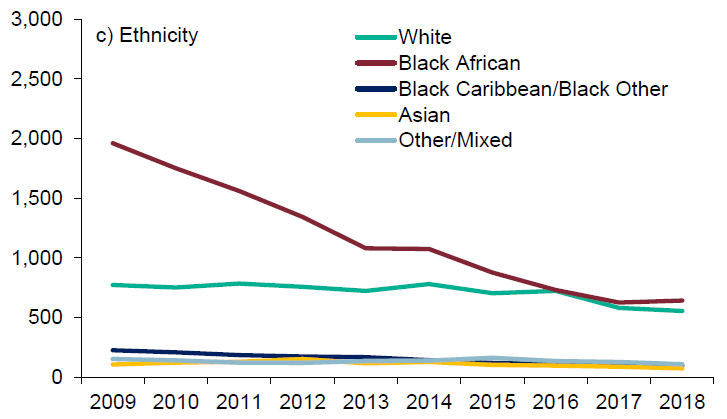 3,000
c) Ethnicity
White
Black African
Black Caribbean/Black Other
Asian
Other/Mixed
2,500
2,000
1,500
1,000
500
0
2009 2010 2011 2012 2013 2014 2015 2016 2017 2018